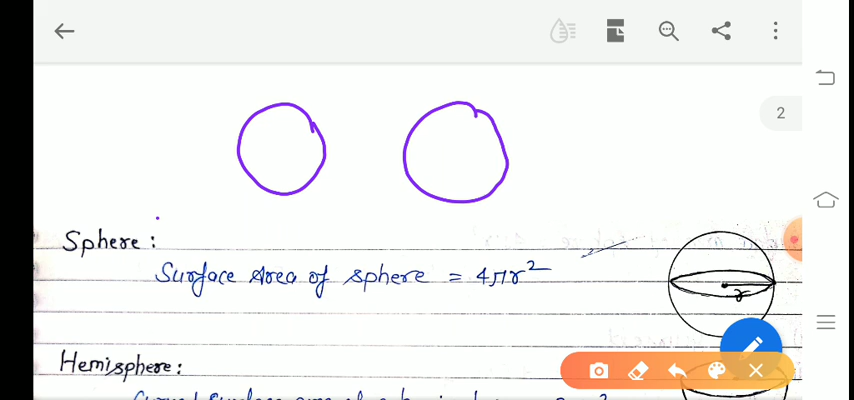 2
Sphere:
Surface Area of sphere = 4πr²
r
Hemisphere: